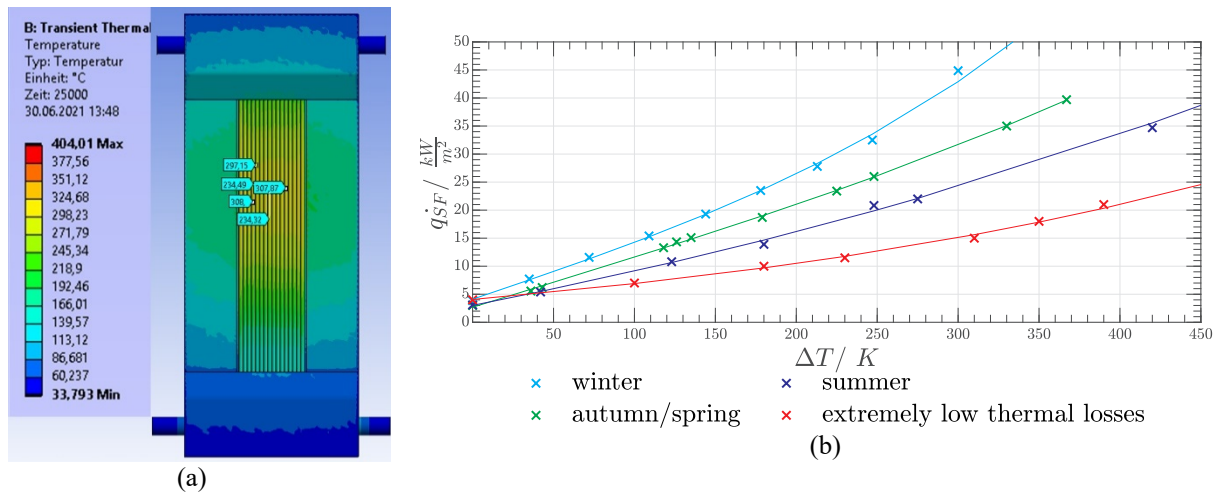 B: Transient Thermal
Temperature
Typ: Temperatur
Einheit: °C
Zeit: 25000
30.06.2021 13:48
404,01 Max
377,56
351,12
324,68
298,23
271,79
245,34
218,9
192,46
166,01
139,57
113,12
86,681
60,237
33,793 Min
297,15
234,49
307,87
308,
234,32
(a)
50
45
40
35
30
25
20
15
10
5
0
q̇SF / kW/m²
50 100 150 200 250 300 350 400 450
ΔT/ K
winter
summer
autumn/spring
extremely low thermal losses
(b)